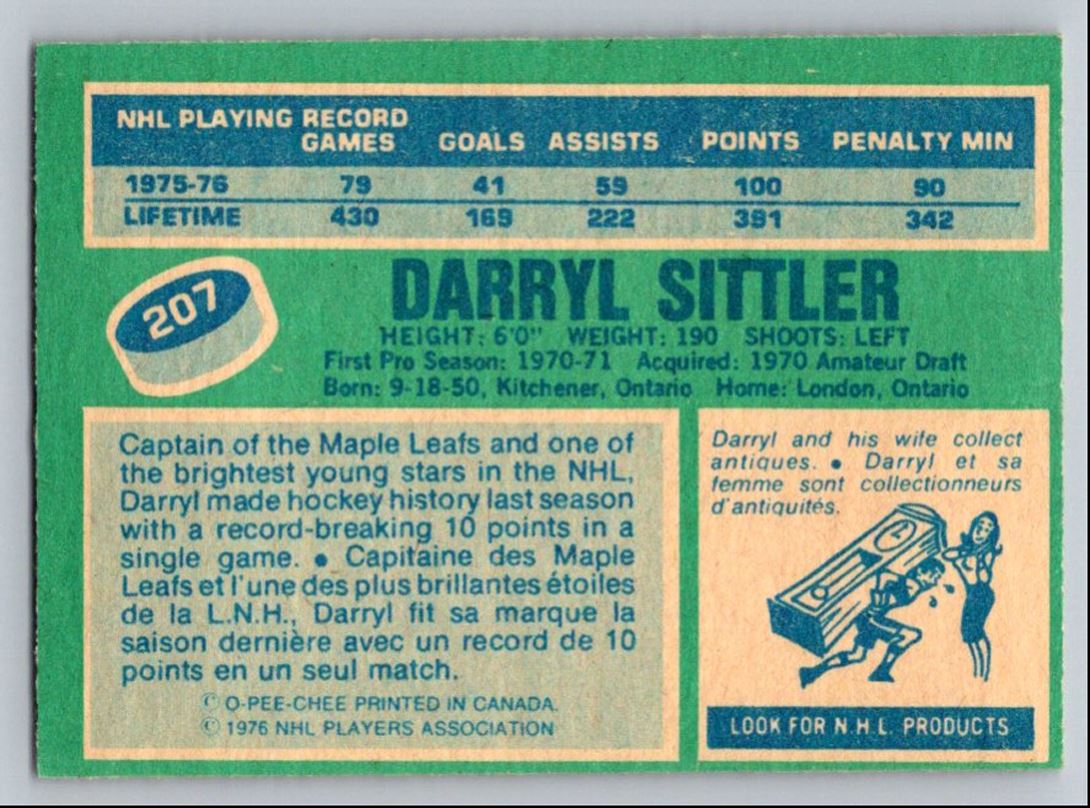 NHL PLAYING RECORD
GAMES GOALS ASSISTS POINTS PENALTY MIN
1975-76 79 41 59 100 90
LIFETIME 430 169 222 391 342
207
DARRYL SITTLER
HEIGHT: 6'0" WEIGHT: 190 SHOOTS: LEFT
First Pro Season: 1970-71 Acquired: 1970 Amateur Draft
Born: 9-18-50, Kitchener, Ontario Home: London, Ontario
Captain of the Maple Leafs and one of
the brightest young stars in the NHL,
Darryl made hockey history last season
with a record-breaking 10 points in a
single game. • Capitaine des Maple
Leafs et l'une des plus brillantes étoiles
de la L.N.H., Darryl fit sa marque la
saison dernière avec un record de 10
points en un seul match.
© O-PEE-CHEE PRINTED IN CANADA.
© 1976 NHL PLAYERS ASSOCIATION
Darryl and his wife collect
antiques. • Darryl et sa
femme sont collectionneurs
d'antiquités.
LOOK FOR N.H.L. PRODUCTS